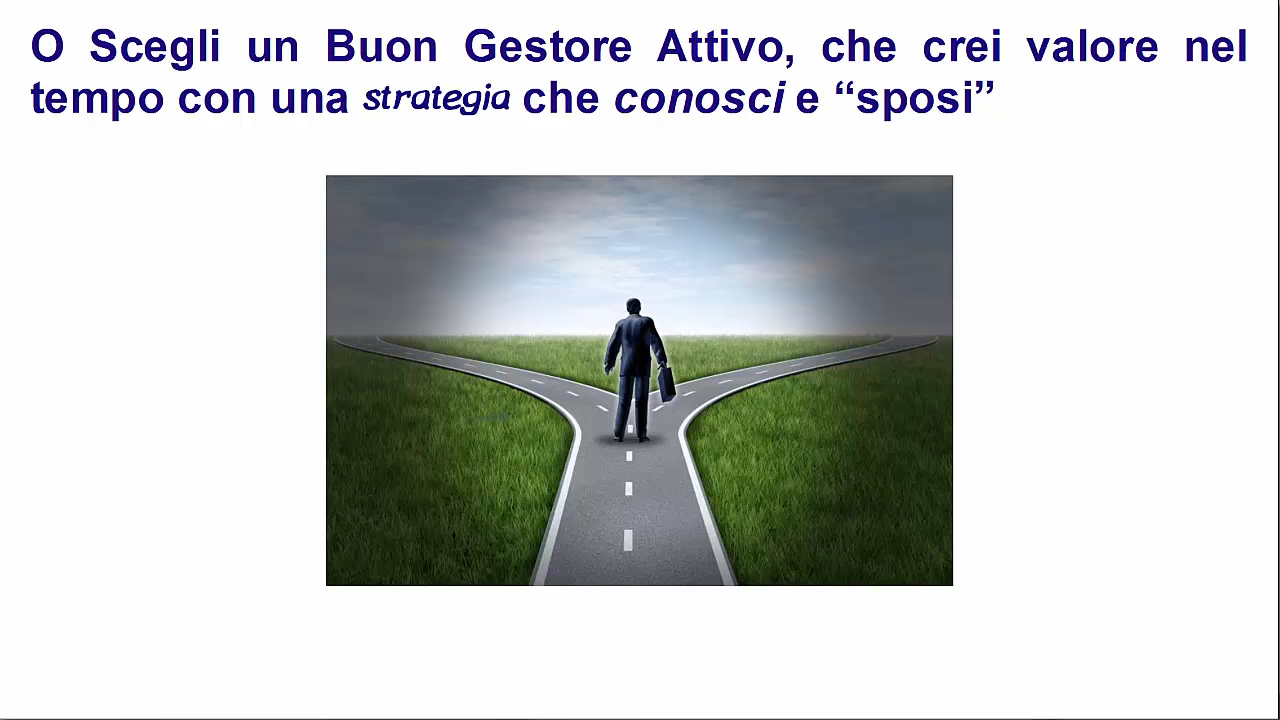 O Scegli un Buon Gestore Attivo, che crei valore nel
tempo con una strategia che conosci e “sposi”